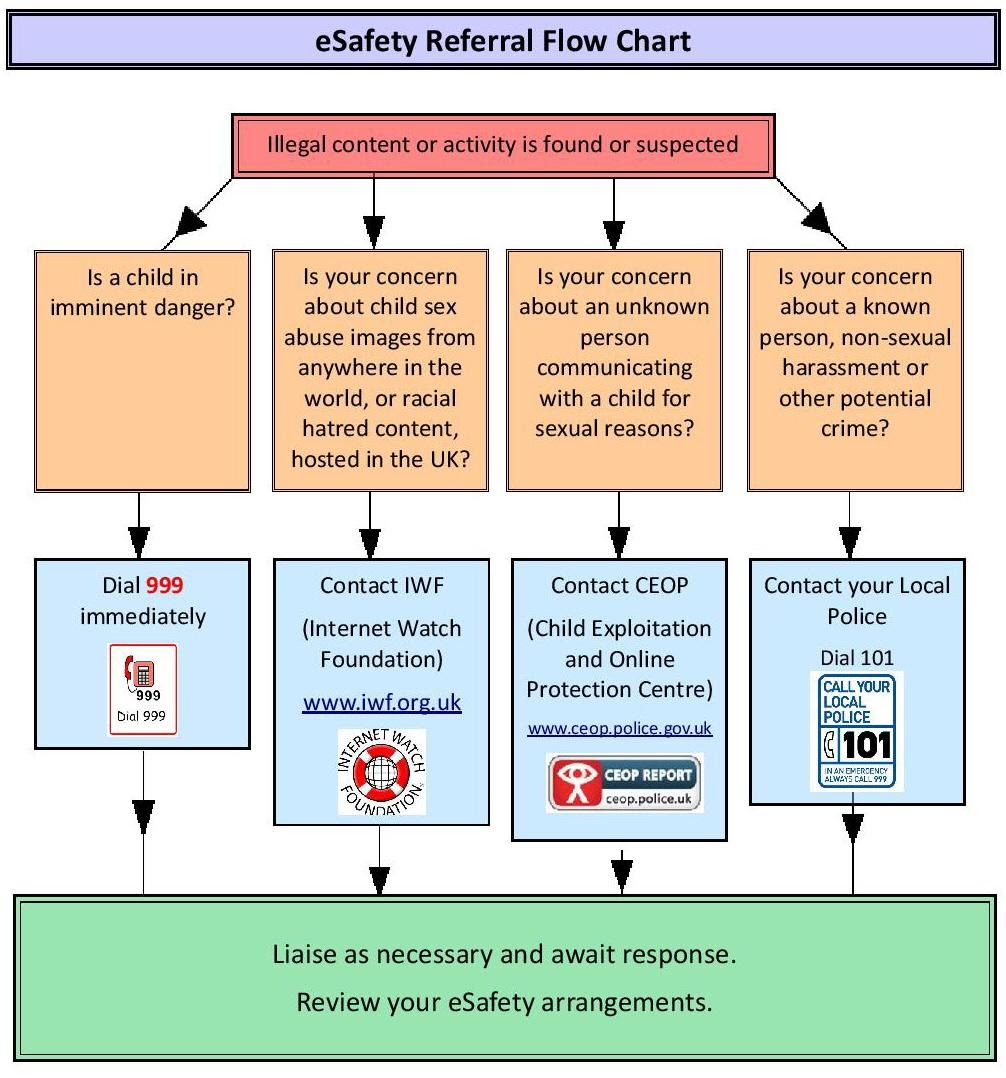 eSafety Referral Flow Chart
Illegal content or activity is found or suspected
Is a child in
imminent danger?
Is your concern
about child sex
abuse images from
anywhere in the
world, or racial
hatred content,
hosted in the UK?
Is your concern
about an unknown
person
communicating
with a child for
sexual reasons?
Is your concern
about a known
person, non-sexual
harassment or
other potential
crime?
Dial 999
immediately
999
Dial 999
Contact IWF
(Internet Watch
Foundation)
www.iwf.org.uk
INTERNET WATCH
FOUNDATION
Contact CEOP
(Child Exploitation
and Online
Protection Centre)
www.ceop.police.gov.uk
CEOP REPORT
ceop.police.uk
Contact your Local
Police
Dial 101
CALL YOUR
LOCAL
POLICE
101
IN AN EMERGENCY
ALWAYS CALL 999
Liaise as necessary and await response.
Review your eSafety arrangements.